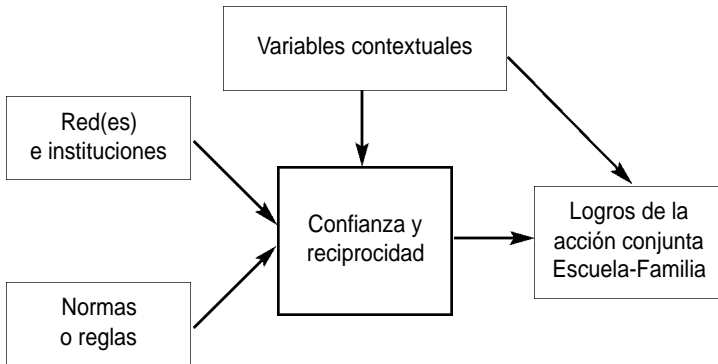 Variables contextuales
Red(es)
e instituciones
Confianza y
reciprocidad
Logros de la
acción conjunta
Escuela-Familia
Normas
o reglas